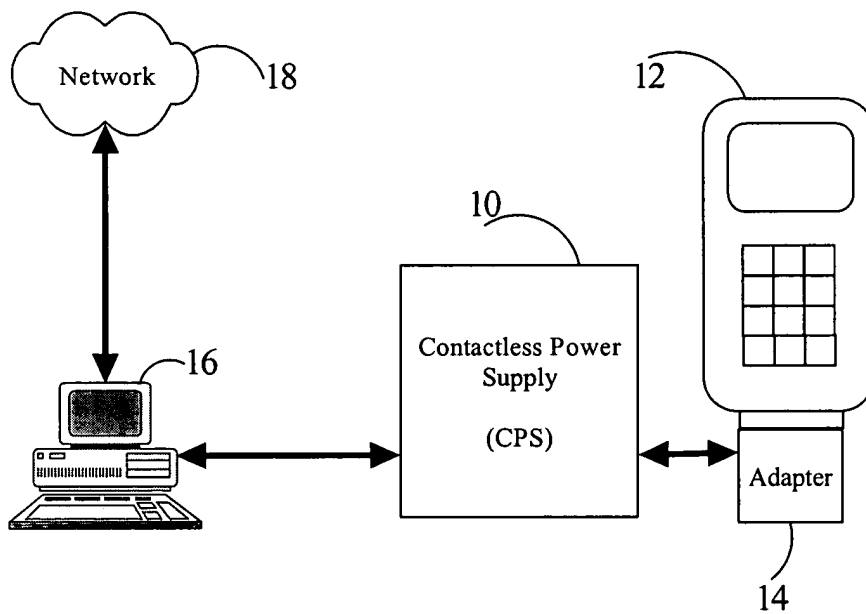 Network
18
12
10
Contactless Power
Supply
(CPS)
16
Adapter
14